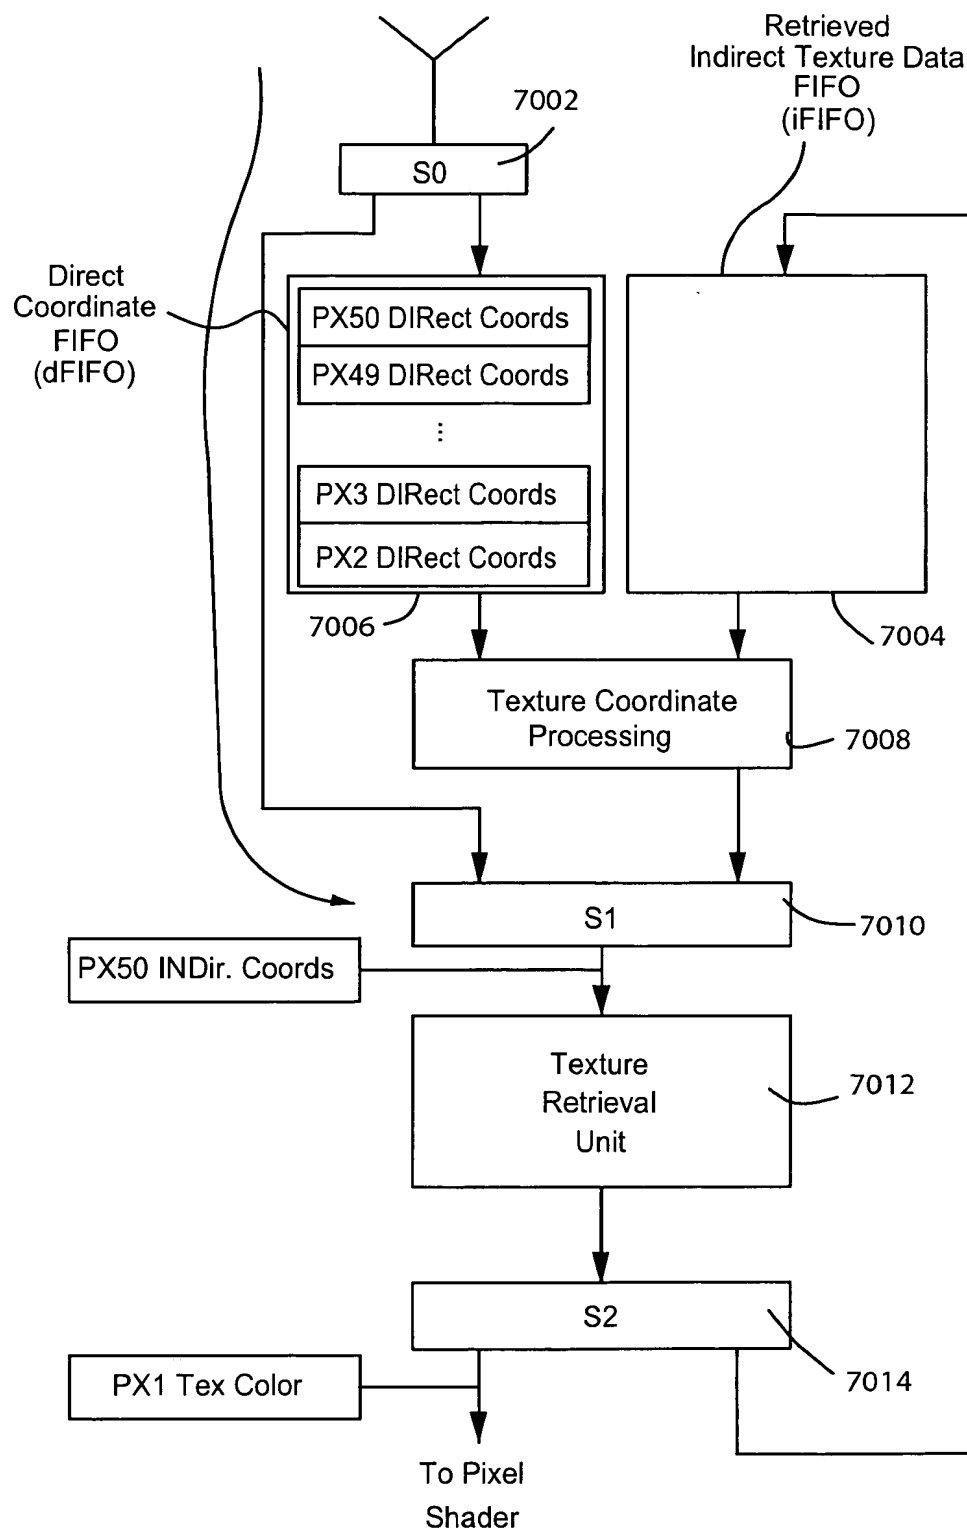 Retrieved
Indirect Texture Data
FIFO
(iFIFO)
7002
S0
Direct
Coordinate
FIFO
(dFIFO)
PX50 DIRect Coords
PX49 DIRect Coords
...
PX3 DIRect Coords
PX2 DIRect Coords
7006
7004
Texture Coordinate
Processing
7008
S1
7010
PX50 INDir. Coords
Texture
Retrieval
Unit
7012
S2
7014
PX1 Tex Color
To Pixel
Shader